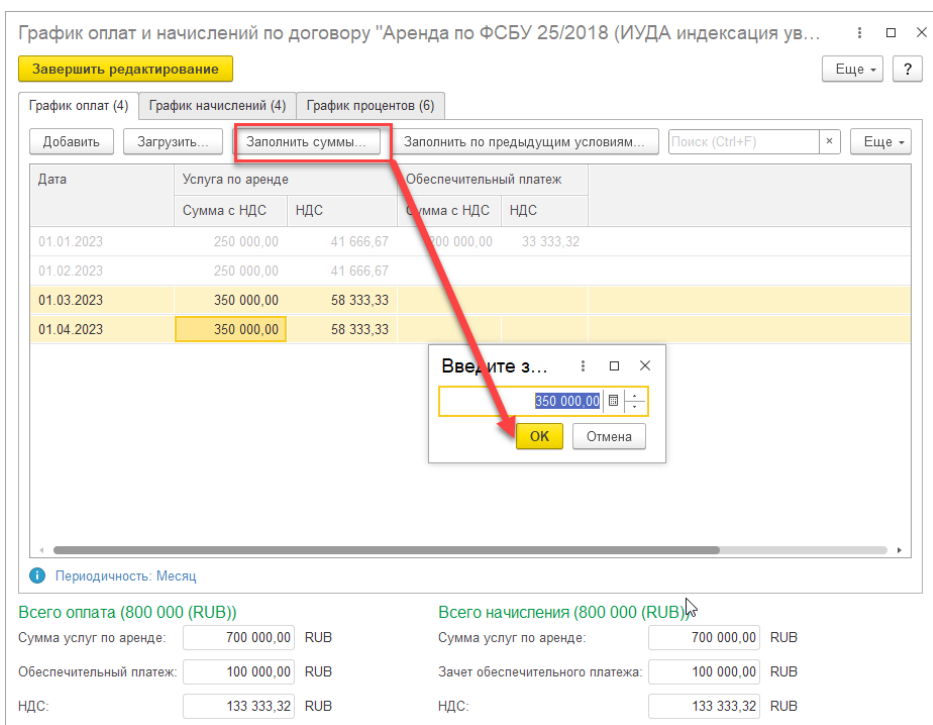 График оплат и начислений по договору "Аренда по ФСБУ 25/2018 (ИУДА индексация ув...
Завершить редактирование Еще ?
График оплат (4) График начислений (4) График процентов (6)
Добавить Загрузить... Заполнить суммы... Заполнить по предыдущим условиям... Поиск (Ctrl+F) × Еще
Дата Услуга по аренде Обеспечительный платеж
Сумма с НДС НДС Сумма с НДС НДС
01.01.2023 250 000,00 41 666,67 200 000,00 33 333,32
01.02.2023 250 000,00 41 666,67
01.03.2023 350 000,00 58 333,33
01.04.2023 350 000,00 58 333,33
Введите з...
350 000,00
ОК Отмена
Периодичность: Месяц
Всего оплата (800 000 (RUB)) Всего начисления (800 000 (RUB))
Сумма услуг по аренде: 700 000,00 RUB Сумма услуг по аренде: 700 000,00 RUB
Обеспечительный платеж: 100 000,00 RUB Зачет обеспечительного платежа: 100 000,00 RUB
НДС: 133 333,32 RUB НДС: 133 333,32 RUB